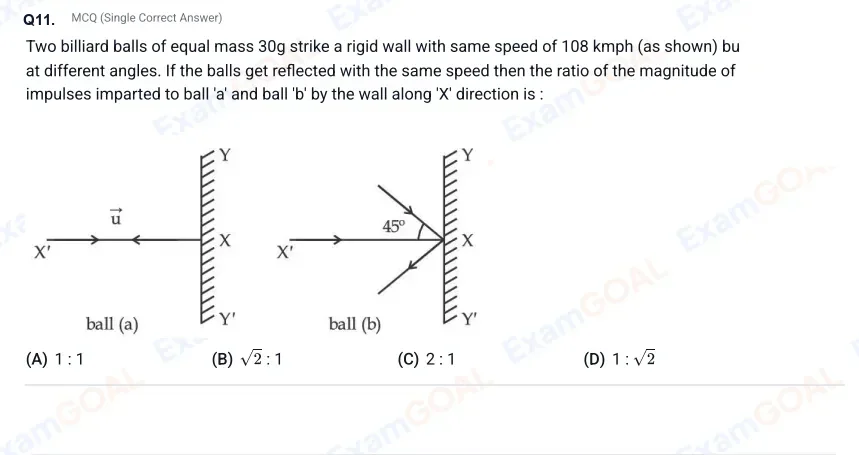 Q11. MCQ (Single Correct Answer)
Two billiard balls of equal mass 30g strike a rigid wall with same speed of 108 kmph (as shown) bu
at different angles. If the balls get reflected with the same speed then the ratio of the magnitude of
impulses imparted to ball 'a' and ball 'b' by the wall along 'X' direction is :
Y Y
u⃗ 45°
X' X X' X
ball (a) Y' ball (b) Y'
(A) 1 : 1 (B) √2 : 1 (C) 2 : 1 (D) 1 : √2
ExamGOAL